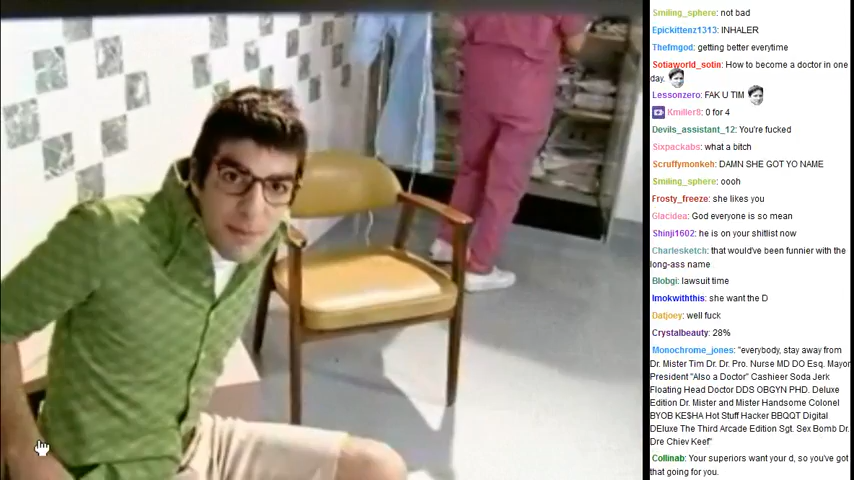 Smiling_sphere: not bad
Epickittenz1313: INHALER
Thefmgod: getting better everytime
Sotiaworld_sotin: How to become a doctor in one
day.
Lessonzero: FAK U TIM
Kmiller8: 0 for 4
Devils_assistant_12: You're fucked
Sixpackabs: what a bitch
Scruffymonkeh: DAMN SHE GOT YO NAME
Smiling_sphere: oooh
Frosty_freeze: she likes you
Glacidea: God everyone is so mean
Shinji1602: he is on your shitlist now
Charlesketch: that would've been funnier with the
long-ass name
Blobgi: lawsuit time
Imokwiththis: she want the D
Datjoey: well fuck
Crystalbeauty: 28%
Monochrome_jones: "everybody, stay away from
Dr. Mister Tim Dr. Dr. Pro. Nurse MD DO Esq. Mayor
President "Also a Doctor" Cashieer Soda Jerk
Floating Head Doctor DDS OBGYN PHD. Deluxe
Edition Dr. Mister and Mister Handsome Colonel
BYOB KE$HA Hot Stuff Hacker BBQQT Digital
DEluxe The Third Arcade Edition Sgt. Sex Bomb Dr.
Dre Chiev Keef"
Collinab: Your superiors want your d, so you've got
that going for you.